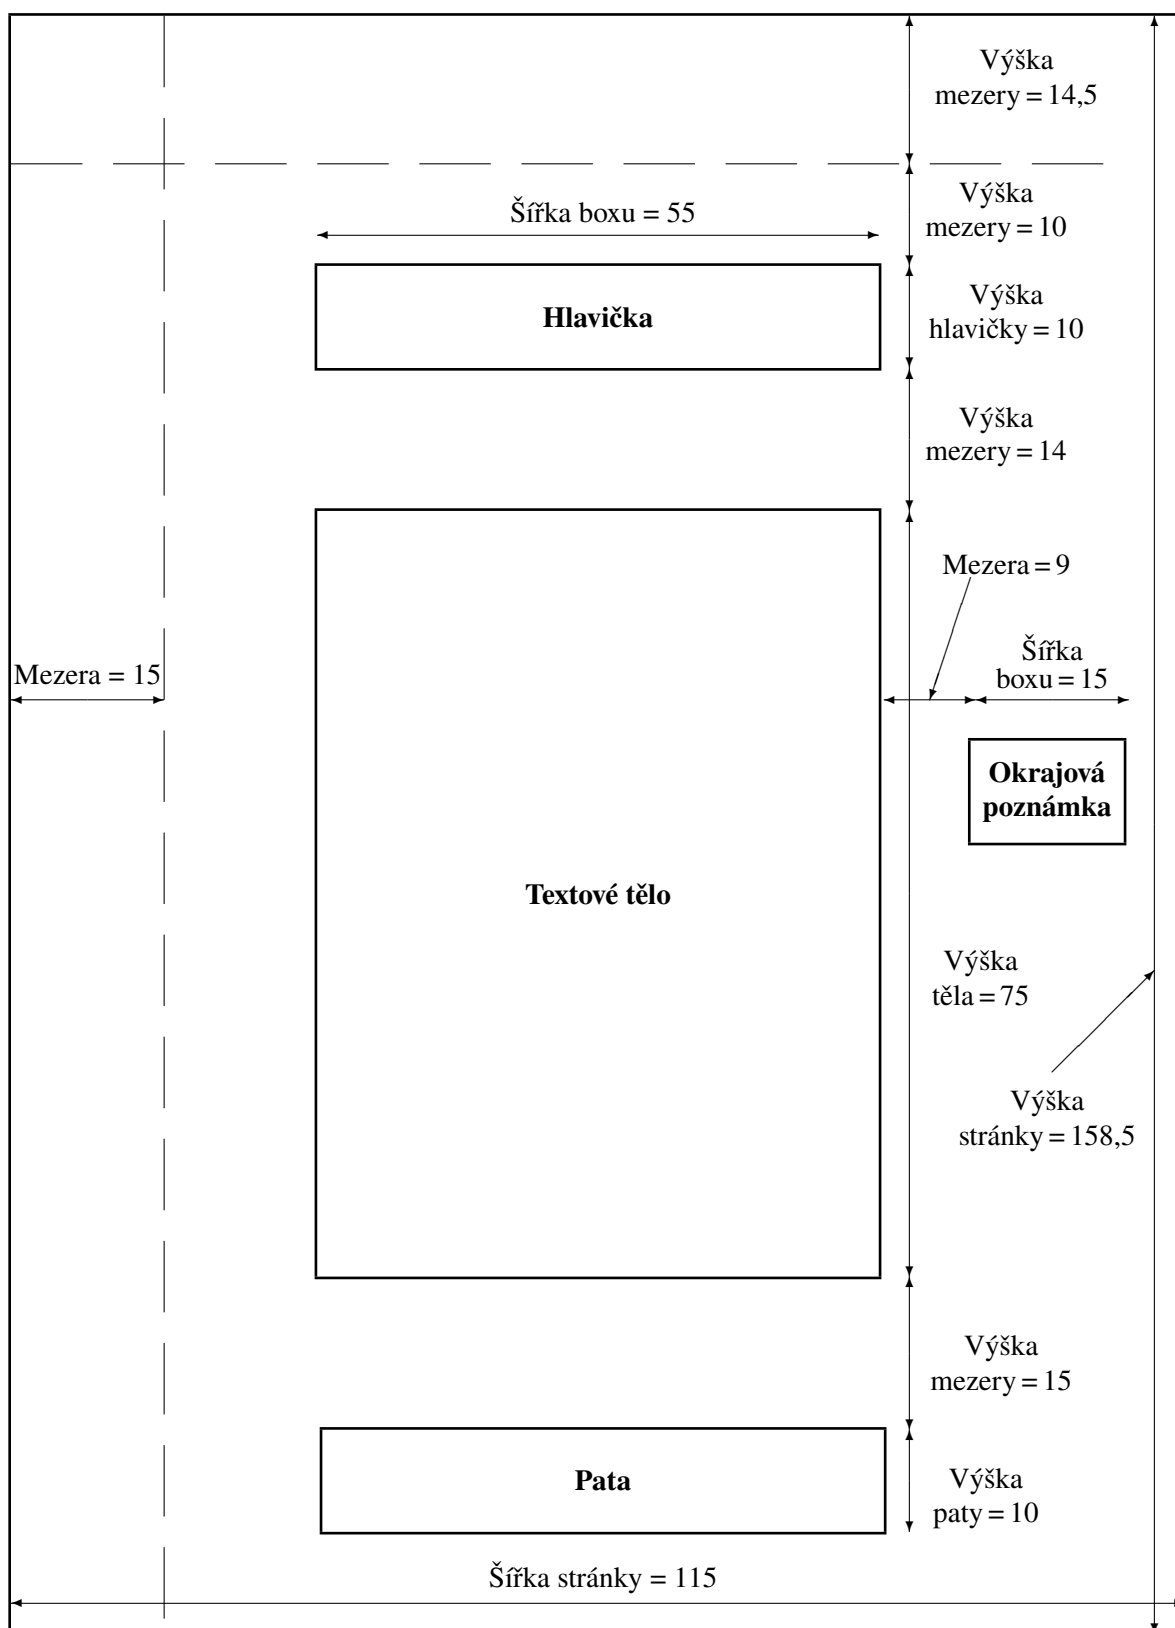 Výška
mezery = 14,5
Výška
mezery = 10
Šířka boxu = 55
Hlavička
Výška
hlavičky = 10
Výška
mezery = 14
Mezera = 9
Mezera = 15
Šířka
boxu = 15
Okrajová
poznámka
Textové tělo
Výška
těla = 75
Výška
stránky = 158,5
Výška
mezery = 15
Pata
Výška
paty = 10
Šířka stránky = 115